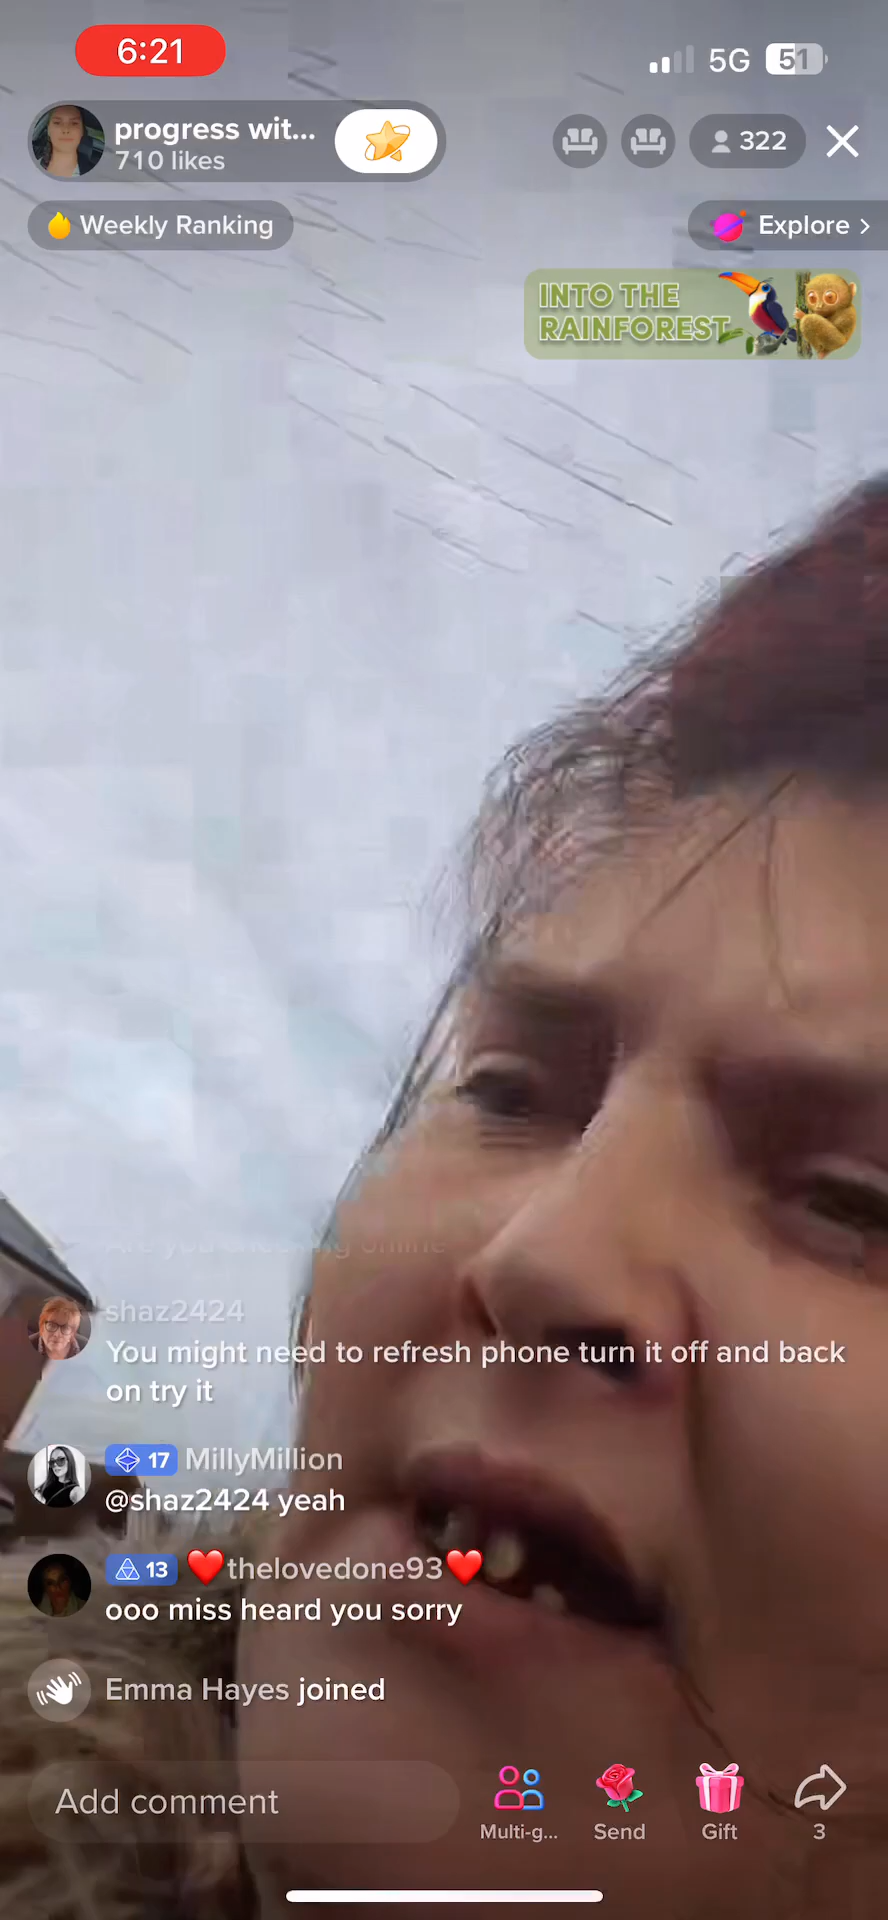 6:21
5G
51
progress wit...
710 likes
322
Weekly Ranking
Explore >
INTO THE
RAINFOREST
shaz2424
You might need to refresh phone turn it off and back
on try it
17 MillyMillion
@shaz2424 yeah
13 ❤️thelovedone93❤️
ooo miss heard you sorry
Emma Hayes joined
Add comment
Multi-g...
Send
Gift
3